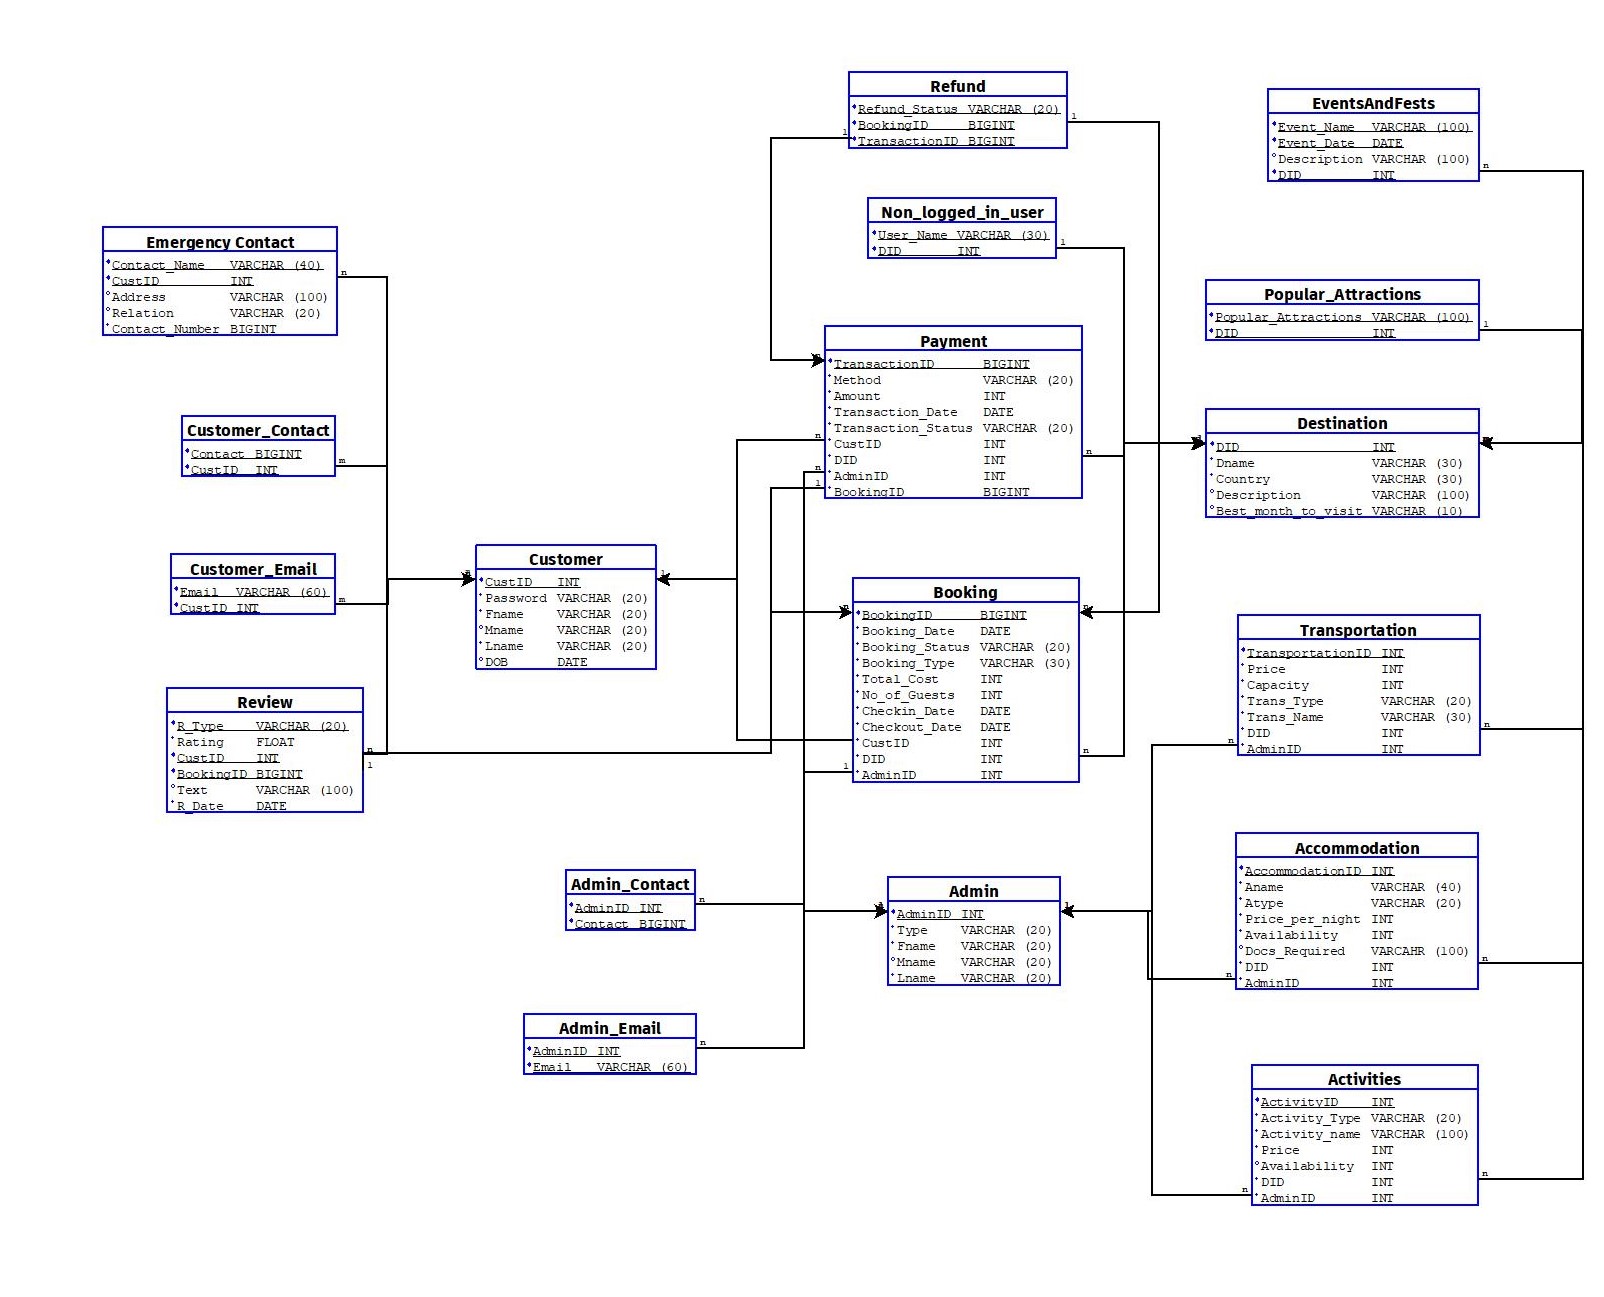 Refund
Refund_Status VARCHAR (20)
BookingID BIGINT
TransactionID BIGINT
1
1
EventsAndFests
Event_Name VARCHAR (100)
Event_Date DATE
Description VARCHAR (100)
DID INT
n
Non_logged_in_user
User_Name VARCHAR (30)
DID INT
1
Emergency Contact
Contact_Name VARCHAR (40)
CustID INT
Address VARCHAR (100)
Relation VARCHAR (20)
Contact_Number BIGINT
n
Popular_Attractions
Popular_Attractions VARCHAR (100)
DID INT
1
Payment
TransactionID BIGINT
Method VARCHAR (20)
Amount INT
Transaction_Date DATE
Transaction_Status VARCHAR (20)
CustID INT
DID INT
AdminID INT
BookingID BIGINT
n
n
1
n
Customer_Contact
Contact BIGINT
CustID INT
m
Destination
DID INT
Dname VARCHAR (30)
Country VARCHAR (30)
Description VARCHAR (100)
Best_month_to_visit VARCHAR (10)
Customer_Email
Email VARCHAR (60)
CustID INT
m
Customer
CustID INT
Password VARCHAR (20)
Fname VARCHAR (20)
Mname VARCHAR (20)
Lname VARCHAR (20)
DOB DATE
1
Booking
BookingID BIGINT
Booking_Date DATE
Booking_Status VARCHAR (20)
Booking_Type VARCHAR (30)
Total_Cost INT
No_of_Guests INT
Checkin_Date DATE
Checkout_Date DATE
CustID INT
DID INT
AdminID INT
1
n
Transportation
TransportationID INT
Price INT
Capacity INT
Trans_Type VARCHAR (20)
Trans_Name VARCHAR (30)
DID INT
AdminID INT
n
n
Review
R_Type VARCHAR (20)
Rating FLOAT
CustID INT
BookingID BIGINT
Text VARCHAR (100)
R_Date DATE
n
1
Accommodation
AccommodationID INT
Aname VARCHAR (40)
Atype VARCHAR (20)
Price_per_night INT
Availability INT
Docs_Required VARCAHR (100)
DID INT
AdminID INT
n
n
Admin_Contact
AdminID INT
Contact BIGINT
n
Admin
AdminID INT
Type VARCHAR (20)
Fname VARCHAR (20)
Mname VARCHAR (20)
Lname VARCHAR (20)
Admin_Email
AdminID INT
Email VARCHAR (60)
n
Activities
ActivityID INT
Activity_Type VARCHAR (20)
Activity_name VARCHAR (100)
Price INT
Availability INT
DID INT
AdminID INT
n
n